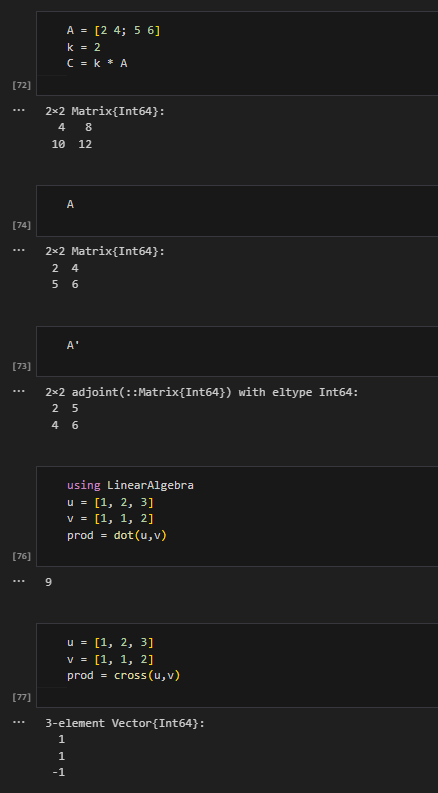 A = [2 4; 5 6]
k = 2
C = k * A
[72]
... 2×2 Matrix{Int64}:
  4   8
 10  12
A
[74]
... 2×2 Matrix{Int64}:
 2  4
 5  6
A'
[73]
... 2×2 adjoint(::Matrix{Int64}) with eltype Int64:
 2  5
 4  6
using LinearAlgebra
u = [1, 2, 3]
v = [1, 1, 2]
prod = dot(u,v)
[76]
... 9
u = [1, 2, 3]
v = [1, 1, 2]
prod = cross(u,v)
[77]
... 3-element Vector{Int64}:
  1
  1
 -1